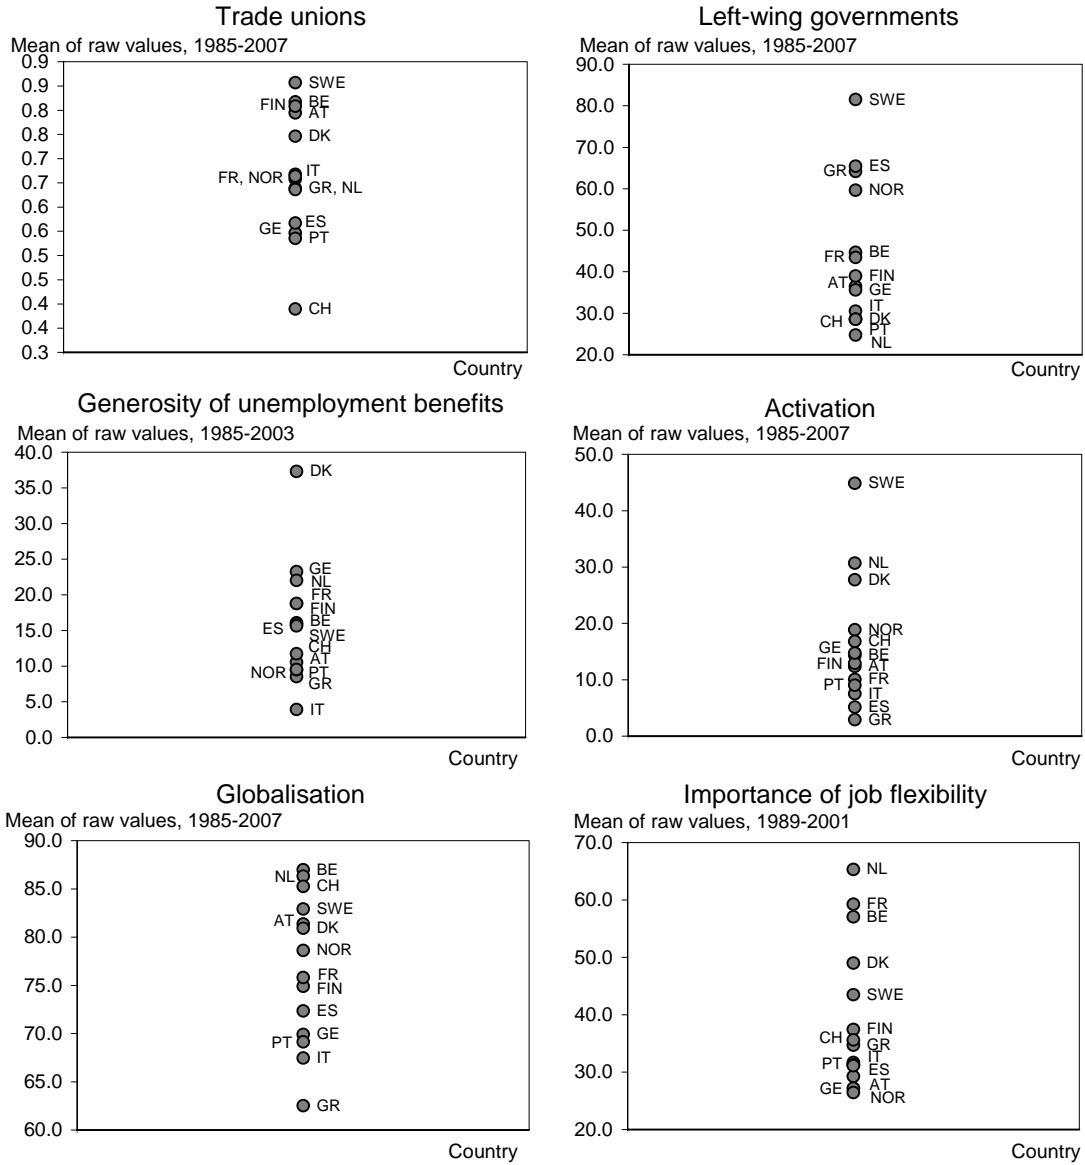 Trade unions
Mean of raw values, 1985-2007
0.9
0.9
0.8
0.8
0.7
0.7
0.6
0.6
0.5
0.5
0.4
0.4
0.3
SWE
BE
FIN
AT
DK
IT
FR, NOR
GR, NL
ES
GE
PT
CH
Country
Left-wing governments
Mean of raw values, 1985-2007
90.0
80.0
70.0
60.0
50.0
40.0
30.0
20.0
SWE
ES
GR
NOR
BE
FR
FIN
AT
GE
IT
DK
CH
PT
NL
Country
Generosity of unemployment benefits
Mean of raw values, 1985-2003
40.0
35.0
30.0
25.0
20.0
15.0
10.0
5.0
0.0
DK
GE
NL
FR
FIN
BE
ES
SWE
CH
AT
NOR
PT
GR
IT
Country
Activation
Mean of raw values, 1985-2007
50.0
40.0
30.0
20.0
10.0
0.0
SWE
NL
DK
NOR
CH
GE
BE
FIN
AT
FR
PT
IT
ES
GR
Country
Globalisation
Mean of raw values, 1985-2007
90.0
85.0
80.0
75.0
70.0
65.0
60.0
BE
NL
CH
SWE
AT
DK
NOR
FR
FIN
ES
GE
PT
IT
GR
Country
Importance of job flexibility
Mean of raw values, 1989-2001
70.0
60.0
50.0
40.0
30.0
20.0
NL
FR
BE
DK
SWE
FIN
CH
GR
IT
PT
ES
AT
GE
NOR
Country